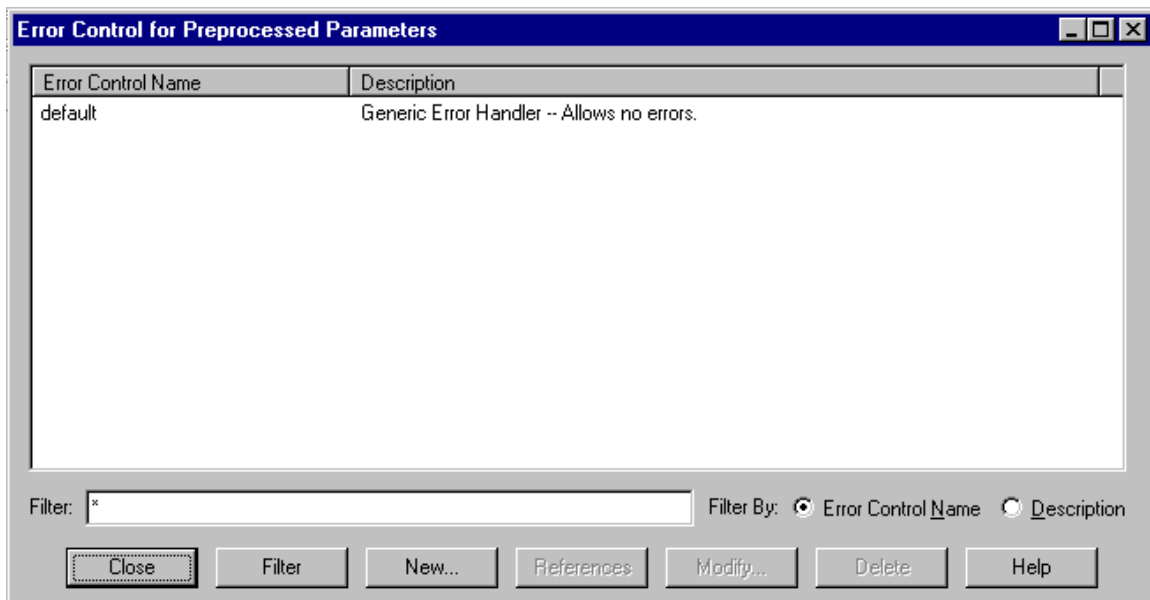 Error Control for Preprocessed Parameters
Error Control Name Description
default Generic Error Handler -- Allows no errors.
Filter: * Filter By: Error Control Name Description
Close Filter New... References Modify... Delete Help